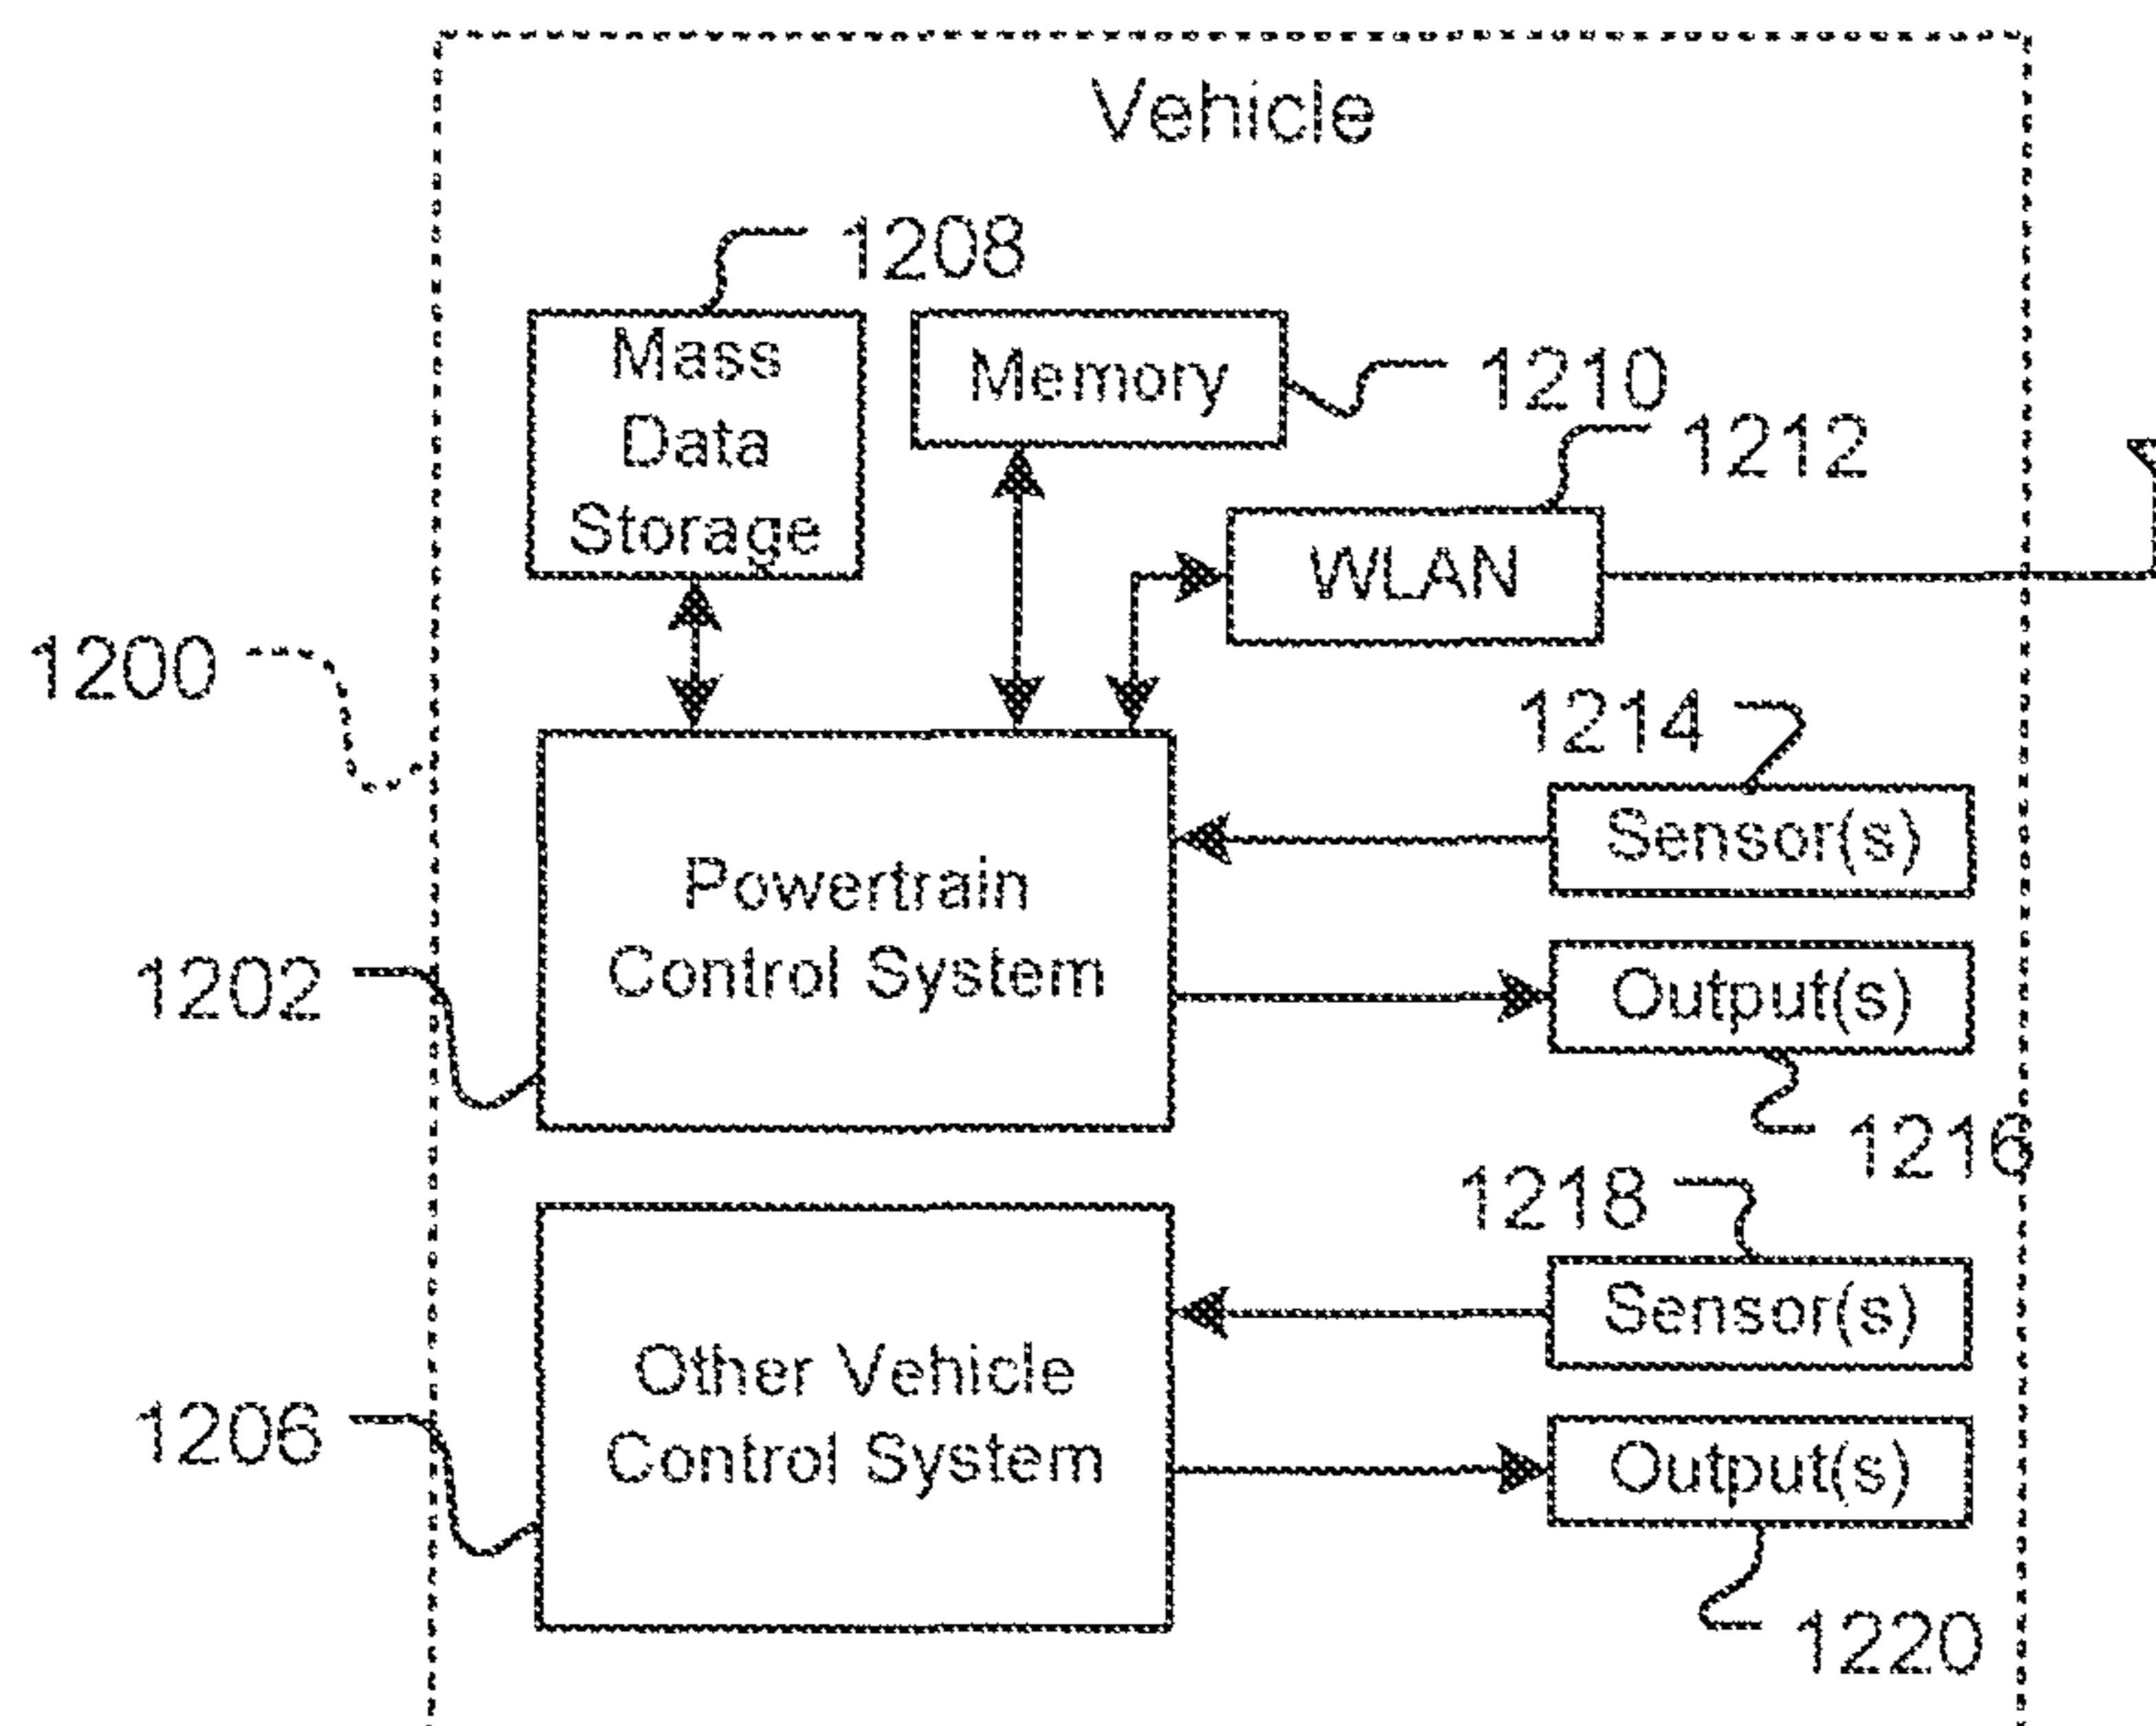 Vehicle
1208
Mass
Data
Storage
Memory
1210
1212
WLAN
1200
1214
Sensor(s)
Powertrain
Control System
1202
Output(s)
1216
1218
Sensor(s)
Other Vehicle
Control System
1206
Output(s)
1220